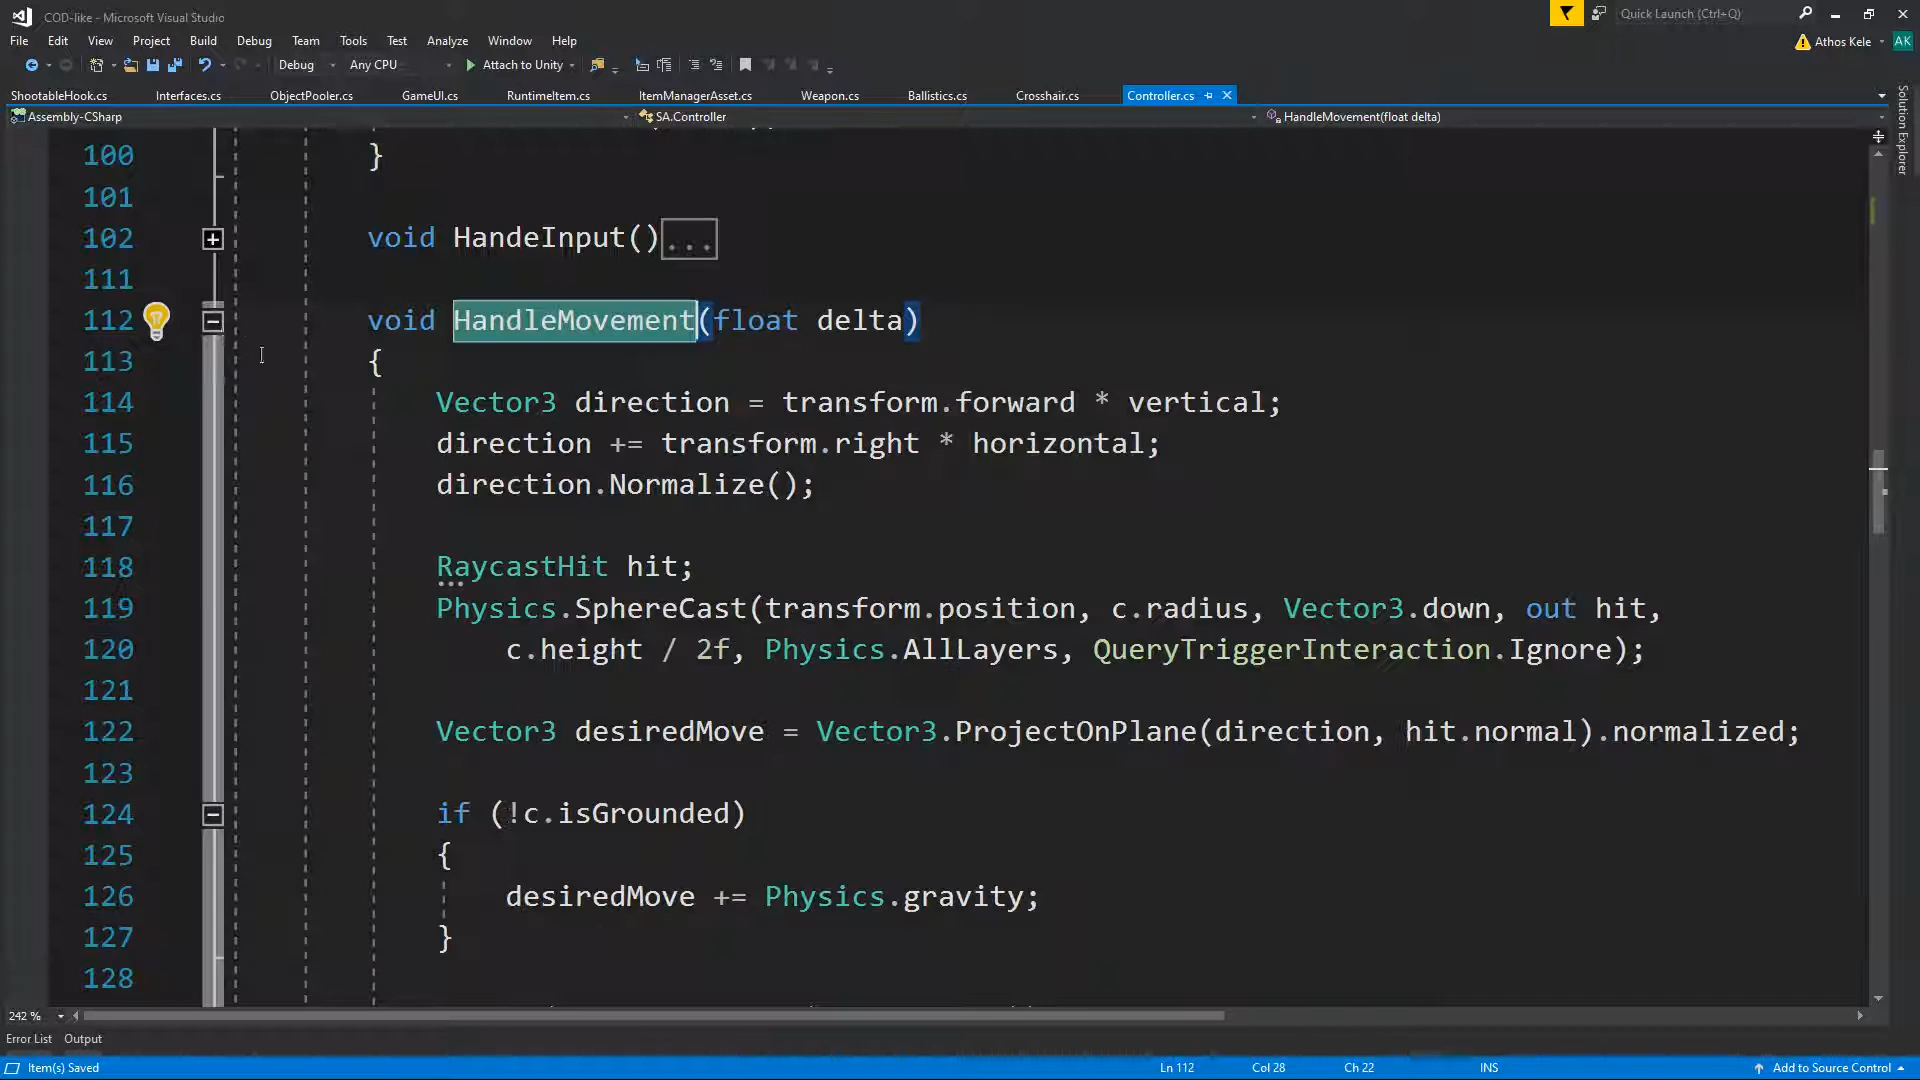 COD-like - Microsoft Visual Studio
Quick Launch (Ctrl+Q)
File Edit View Project Build Debug Team Tools Test Analyze Window Help
Athos Kele AK
Debug Any CPU Attach to Unity
ShootableHook.cs Interfaces.cs ObjectPooler.cs GameUI.cs RuntimeItem.cs ItemManagerAsset.cs Weapon.cs Ballistics.cs Crosshair.cs Controller.cs
Assembly-CSharp SA.Controller HandleMovement(float delta)
Solution Explorer
100 }
101
102 void HandeInput()...
111
112 void HandleMovement(float delta)
113 {
114 Vector3 direction = transform.forward * vertical;
115 direction += transform.right * horizontal;
116 direction.Normalize();
117
118 RaycastHit hit;
119 Physics.SphereCast(transform.position, c.radius, Vector3.down, out hit,
120 c.height / 2f, Physics.AllLayers, QueryTriggerInteraction.Ignore);
121
122 Vector3 desiredMove = Vector3.ProjectOnPlane(direction, hit.normal).normalized;
123
124 if (!c.isGrounded)
125 {
126 desiredMove += Physics.gravity;
127 }
128
242 %
Error List Output
Item(s) Saved Ln 112 Col 28 Ch 22 INS Add to Source Control